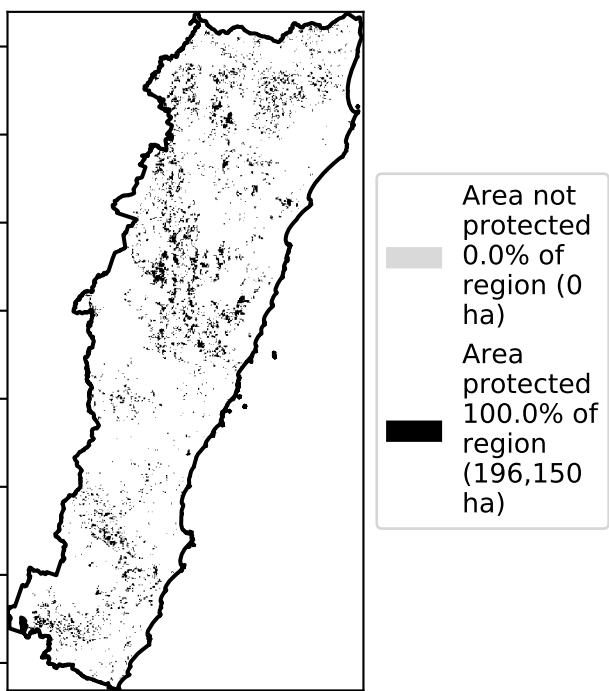 Area not
protected
0.0% of
region (0
ha)
Area
protected
100.0% of
region
(196,150
ha)